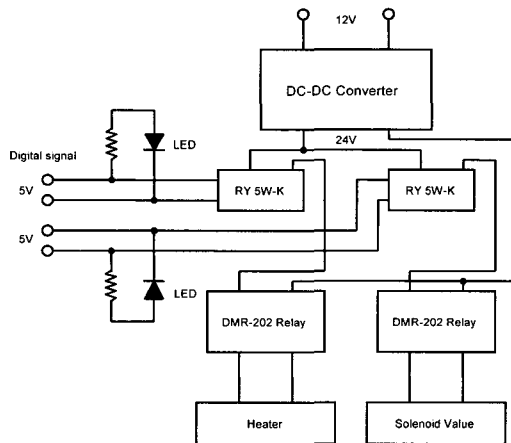 12V
DC-DC Converter
24V
LED
Digital signal
5V
RY 5W-K
RY 5W-K
5V
LED
DMR-202 Relay
DMR-202 Relay
Heater
Solenoid Value